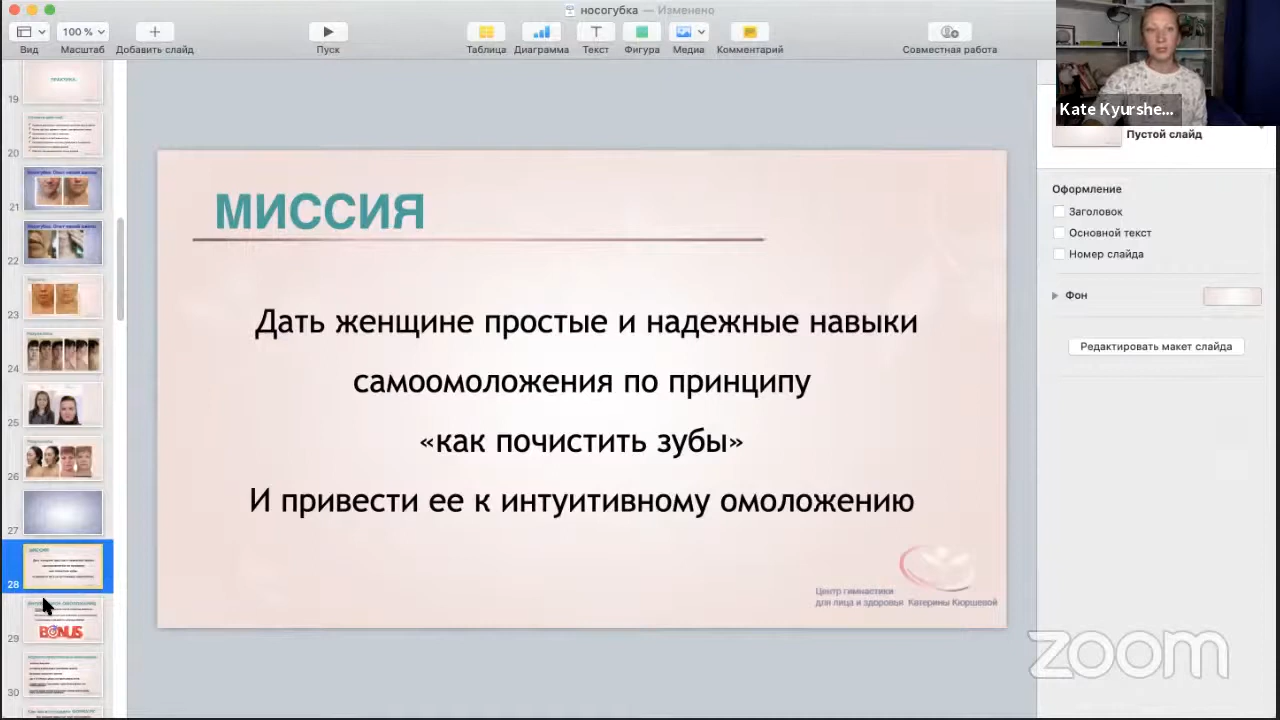 носогубка — Изменено
100 %
Вид
Масштаб
Добавить слайд
Пуск
Таблица
Диаграмма
Текст
Фигура
Медиа
Комментарий
Совместная работа
Kate Kyurshe...
Пустой слайд
Оформление
Заголовок
Основной текст
Номер слайда
Фон
Редактировать макет слайда
19
20
21
22
23
24
25
26
27
28
29
30
BONUS
МИССИЯ
Дать женщине простые и надежные навыки
самоомоложения по принципу
«как почистить зубы»
И привести ее к интуитивному омоложению
Центр гимнастики
для лица и здоровья Катерины Кюршевой
zoom